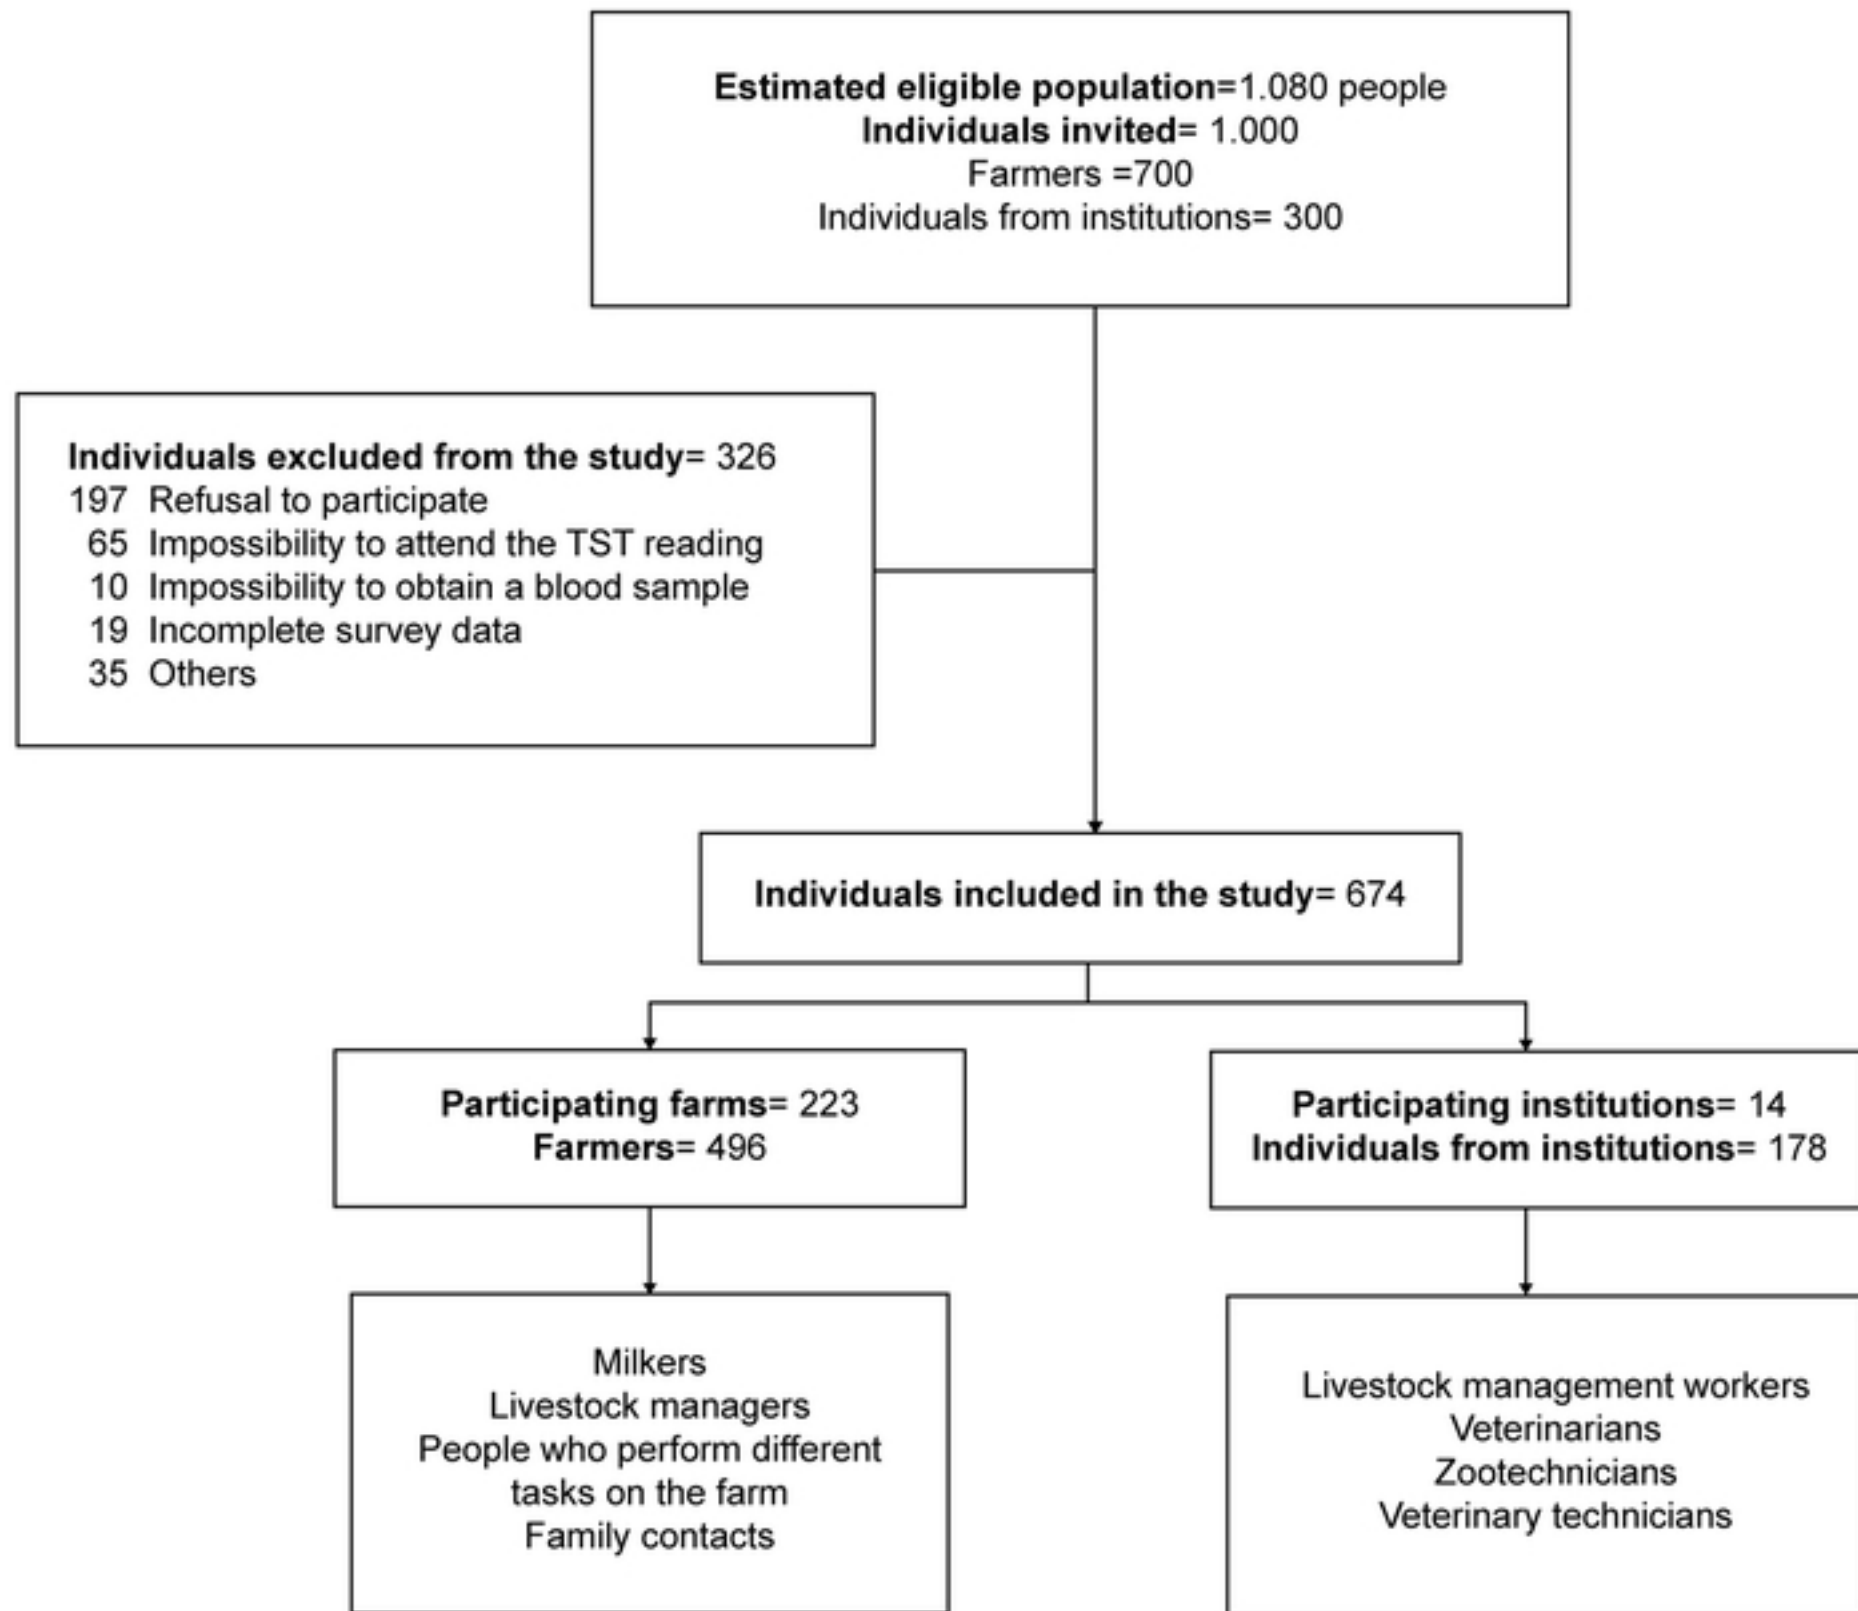 Estimated eligible population=1.080 people
Individuals invited= 1.000
Farmers =700
Individuals from institutions= 300
Individuals excluded from the study= 326
197 Refusal to participate
65 Impossibility to attend the TST reading
10 Impossibility to obtain a blood sample
19 Incomplete survey data
35 Others
Individuals included in the study= 674
Participating farms= 223
Farmers= 496
Participating institutions= 14
Individuals from institutions= 178
Milkers
Livestock managers
People who perform different
tasks on the farm
Family contacts
Livestock management workers
Veterinarians
Zootechnicians
Veterinary technicians